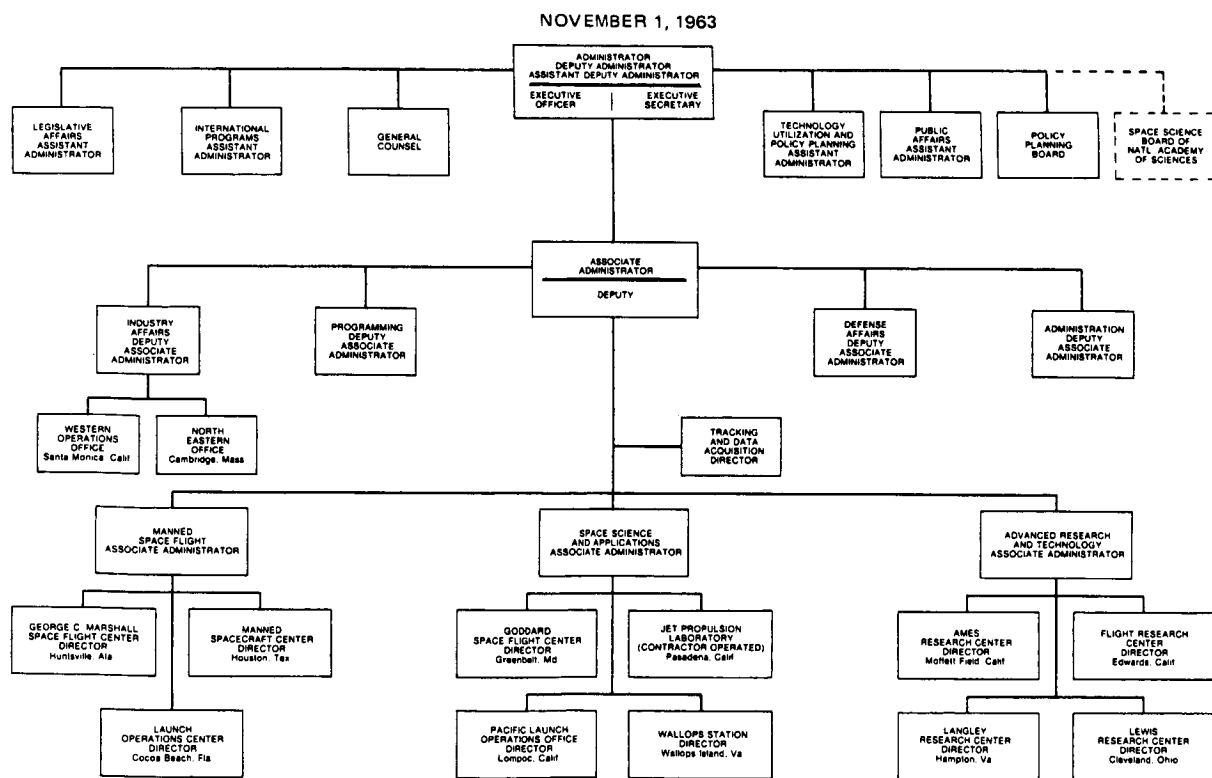 NOVEMBER 1, 1963
ADMINISTRATOR
DEPUTY ADMINISTRATOR
ASSISTANT DEPUTY ADMINISTRATOR
EXECUTIVE
OFFICER
EXECUTIVE
SECRETARY
LEGISLATIVE
AFFAIRS
ASSISTANT
ADMINISTRATOR
INTERNATIONAL
PROGRAMS
ASSISTANT
ADMINISTRATOR
GENERAL
COUNSEL
TECHNOLOGY
UTILIZATION AND
POLICY PLANNING
ASSISTANT
ADMINISTRATOR
PUBLIC
AFFAIRS
ASSISTANT
ADMINISTRATOR
POLICY
PLANNING
BOARD
SPACE SCIENCE
BOARD OF
NATL ACADEMY
OF SCIENCES
ASSOCIATE
ADMINISTRATOR
DEPUTY
INDUSTRY
AFFAIRS
DEPUTY
ASSOCIATE
ADMINISTRATOR
PROGRAMMING
DEPUTY
ASSOCIATE
ADMINISTRATOR
DEFENSE
AFFAIRS
DEPUTY
ASSOCIATE
ADMINISTRATOR
ADMINISTRATION
DEPUTY
ASSOCIATE
ADMINISTRATOR
WESTERN
OPERATIONS
OFFICE
Santa Monica, Calif
NORTH
EASTERN
OFFICE
Cambridge, Mass
TRACKING
AND DATA
ACQUISITION
DIRECTOR
MANNED
SPACE FLIGHT
ASSOCIATE ADMINISTRATOR
SPACE SCIENCE
AND APPLICATIONS
ASSOCIATE ADMINISTRATOR
ADVANCED RESEARCH
AND TECHNOLOGY
ASSOCIATE ADMINISTRATOR
GEORGE C. MARSHALL
SPACE FLIGHT CENTER
DIRECTOR
Huntsville, Ala
MANNED
SPACECRAFT CENTER
DIRECTOR
Houston, Tex
GODDARD
SPACE FLIGHT CENTER
DIRECTOR
Greenbelt, Md
JET PROPULSION
LABORATORY
(CONTRACTOR OPERATED)
Pasadena, Calif
AMES
RESEARCH CENTER
DIRECTOR
Moffett Field, Calif
FLIGHT RESEARCH
CENTER
DIRECTOR
Edwards, Calif
LAUNCH
OPERATIONS CENTER
DIRECTOR
Cocoa Beach, Fla
PACIFIC LAUNCH
OPERATIONS OFFICE
DIRECTOR
Lompoc, Calif
WALLOPS STATION
DIRECTOR
Wallops Island, Va
LANGLEY
RESEARCH CENTER
DIRECTOR
Hampton, Va
LEWIS
RESEARCH CENTER
DIRECTOR
Cleveland, Ohio